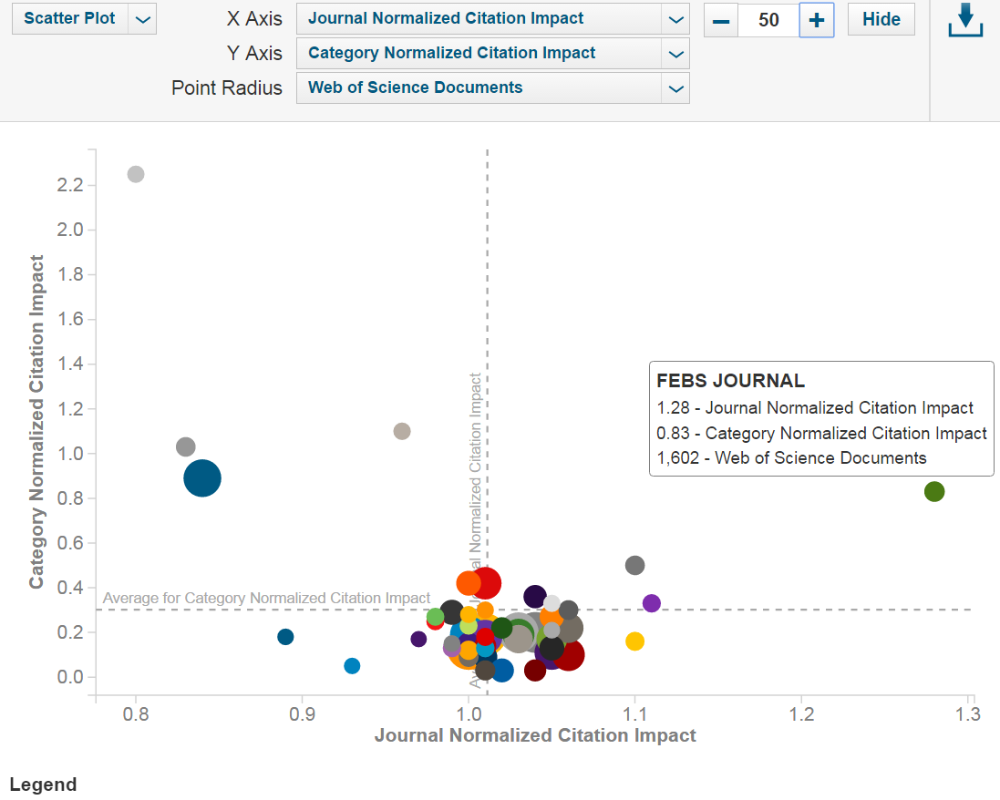 Scatter Plot
X Axis
Journal Normalized Citation Impact
50
Hide
Y Axis
Category Normalized Citation Impact
Point Radius
Web of Science Documents
2.2
2.0
1.8
1.6
1.4
1.2
1.0
0.8
0.6
0.4
0.2
0.0
Category Normalized Citation Impact
Average for Category Normalized Citation Impact
al Normalized Citation Impact
FEBS JOURNAL
1.28 - Journal Normalized Citation Impact
0.83 - Category Normalized Citation Impact
1,602 - Web of Science Documents
0.8
0.9
1.0
1.1
1.2
1.3
Journal Normalized Citation Impact
Legend